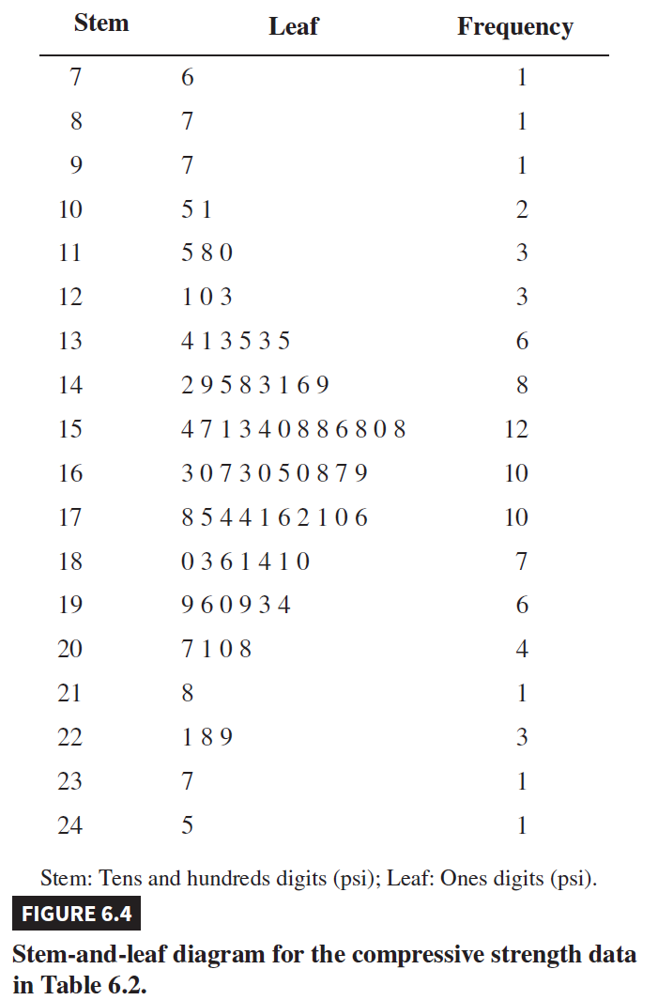 Stem Leaf Frequency
7 6 1
8 7 1
9 7 1
10 5 1 2
11 5 8 0 3
12 1 0 3 3
13 4 1 3 5 3 5 6
14 2 9 5 8 3 1 6 9 8
15 4 7 1 3 4 0 8 8 6 8 0 8 12
16 3 0 7 3 0 5 0 8 7 9 10
17 8 5 4 4 1 6 2 1 0 6 10
18 0 3 6 1 4 1 0 7
19 9 6 0 9 3 4 6
20 7 1 0 8 4
21 8 1
22 1 8 9 3
23 7 1
24 5 1
Stem: Tens and hundreds digits (psi); Leaf: Ones digits (psi).
FIGURE 6.4
Stem-and-leaf diagram for the compressive strength data
in Table 6.2.